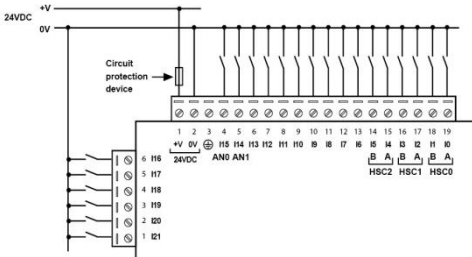 +V
24VDC
0V
Circuit
protection
device
1 2 3 4 5 6 7 8 9 10 11 12 13 14 15 16 17 18 19
+V 0V I15 I14 I13 I12 I11 I10 I9 I8 I7 I6 I5 I4 I3 I2 I1 I0
24VDC AN0 AN1 B A B A B A
HSC2 HSC1 HSC0
6 I16
5 I17
4 I18
3 I19
2 I20
1 I21